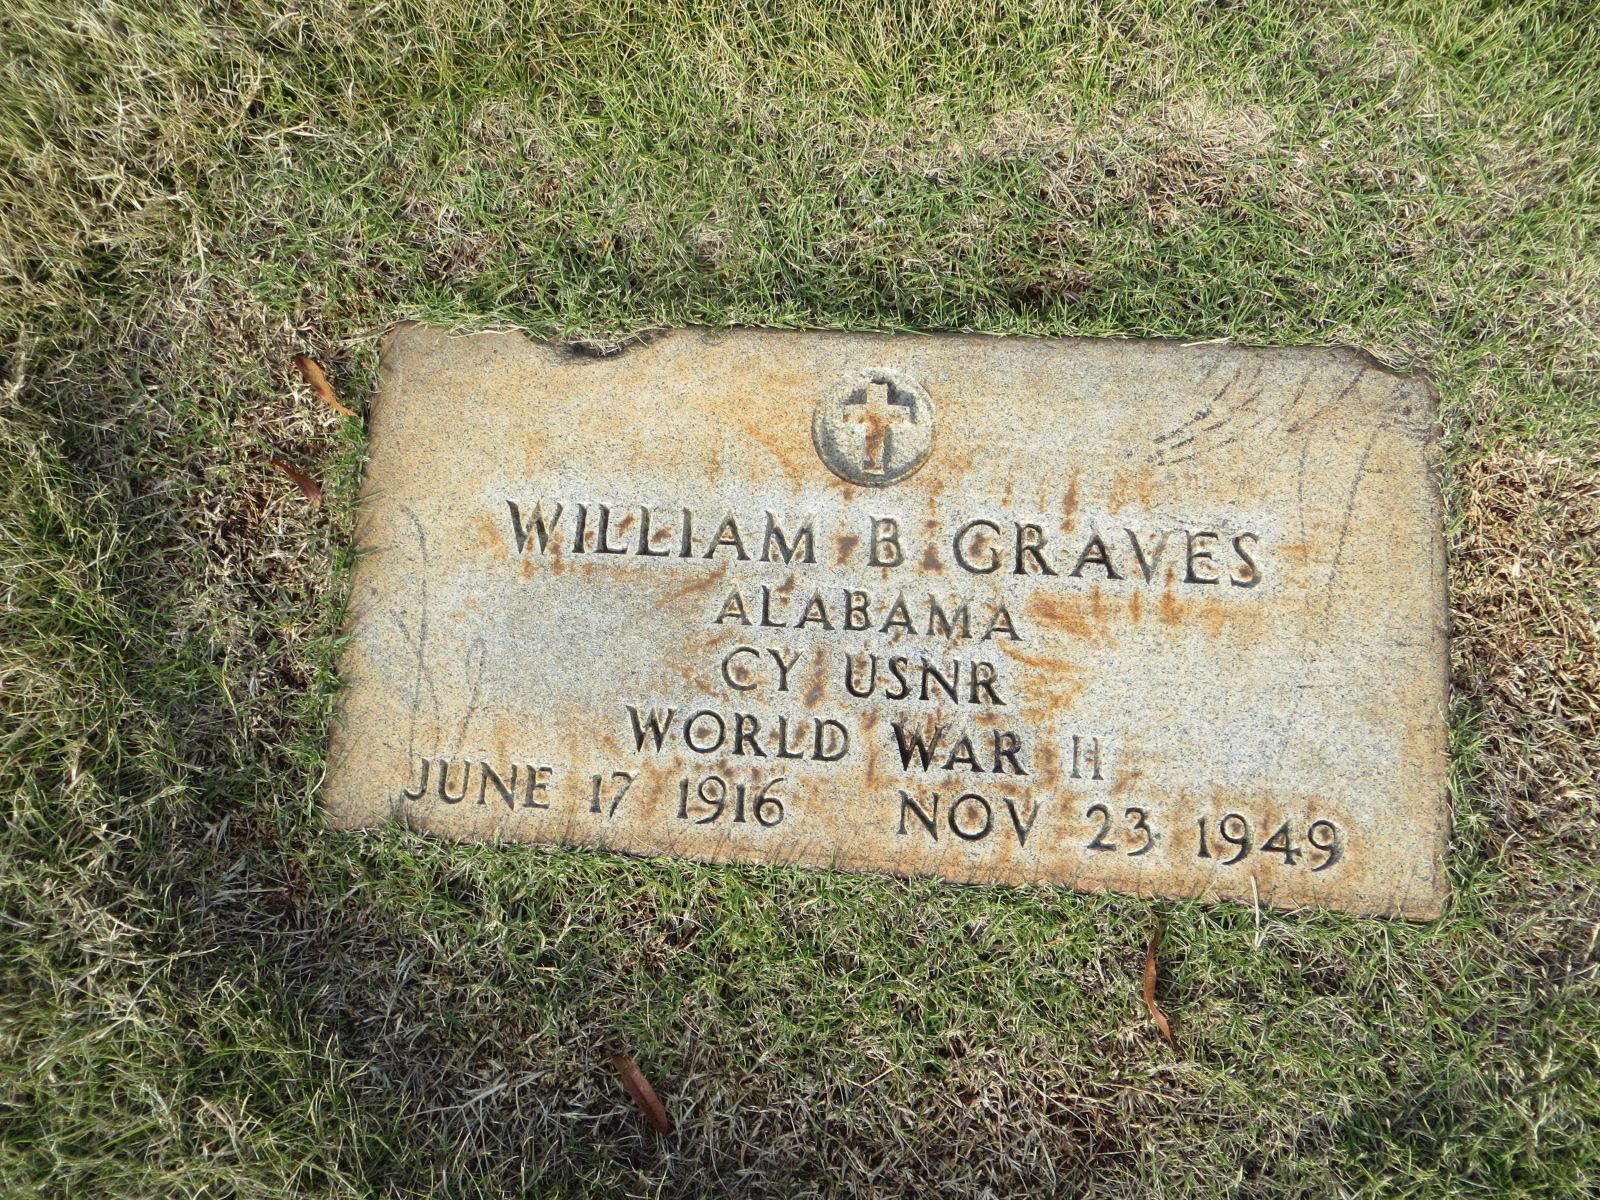 WILLIAM B GRAVES
ALABAMA
CY USNR
WORLD WAR II
JUNE 17 1916 NOV 23 1949